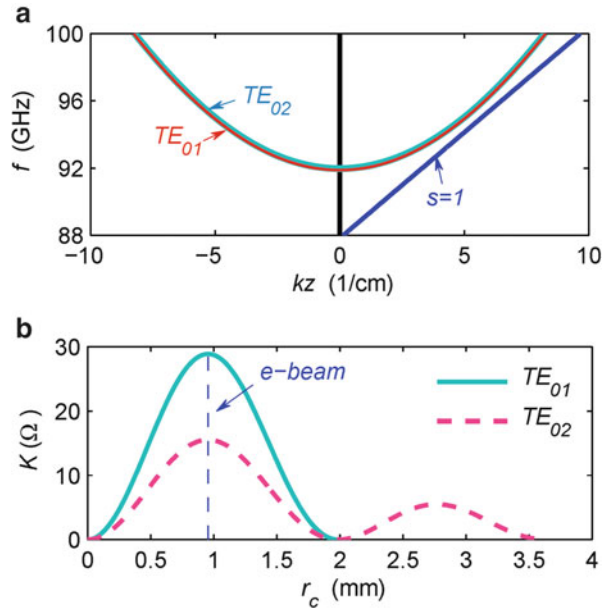 a
100
96
92
88
f (GHz)
TE02
TE01
s=1
−10 −5 0 5 10
kz (1/cm)
b
30
20
10
0
K (Ω)
e−beam
TE01
TE02
0 0.5 1 1.5 2 2.5 3 3.5 4
rc (mm)